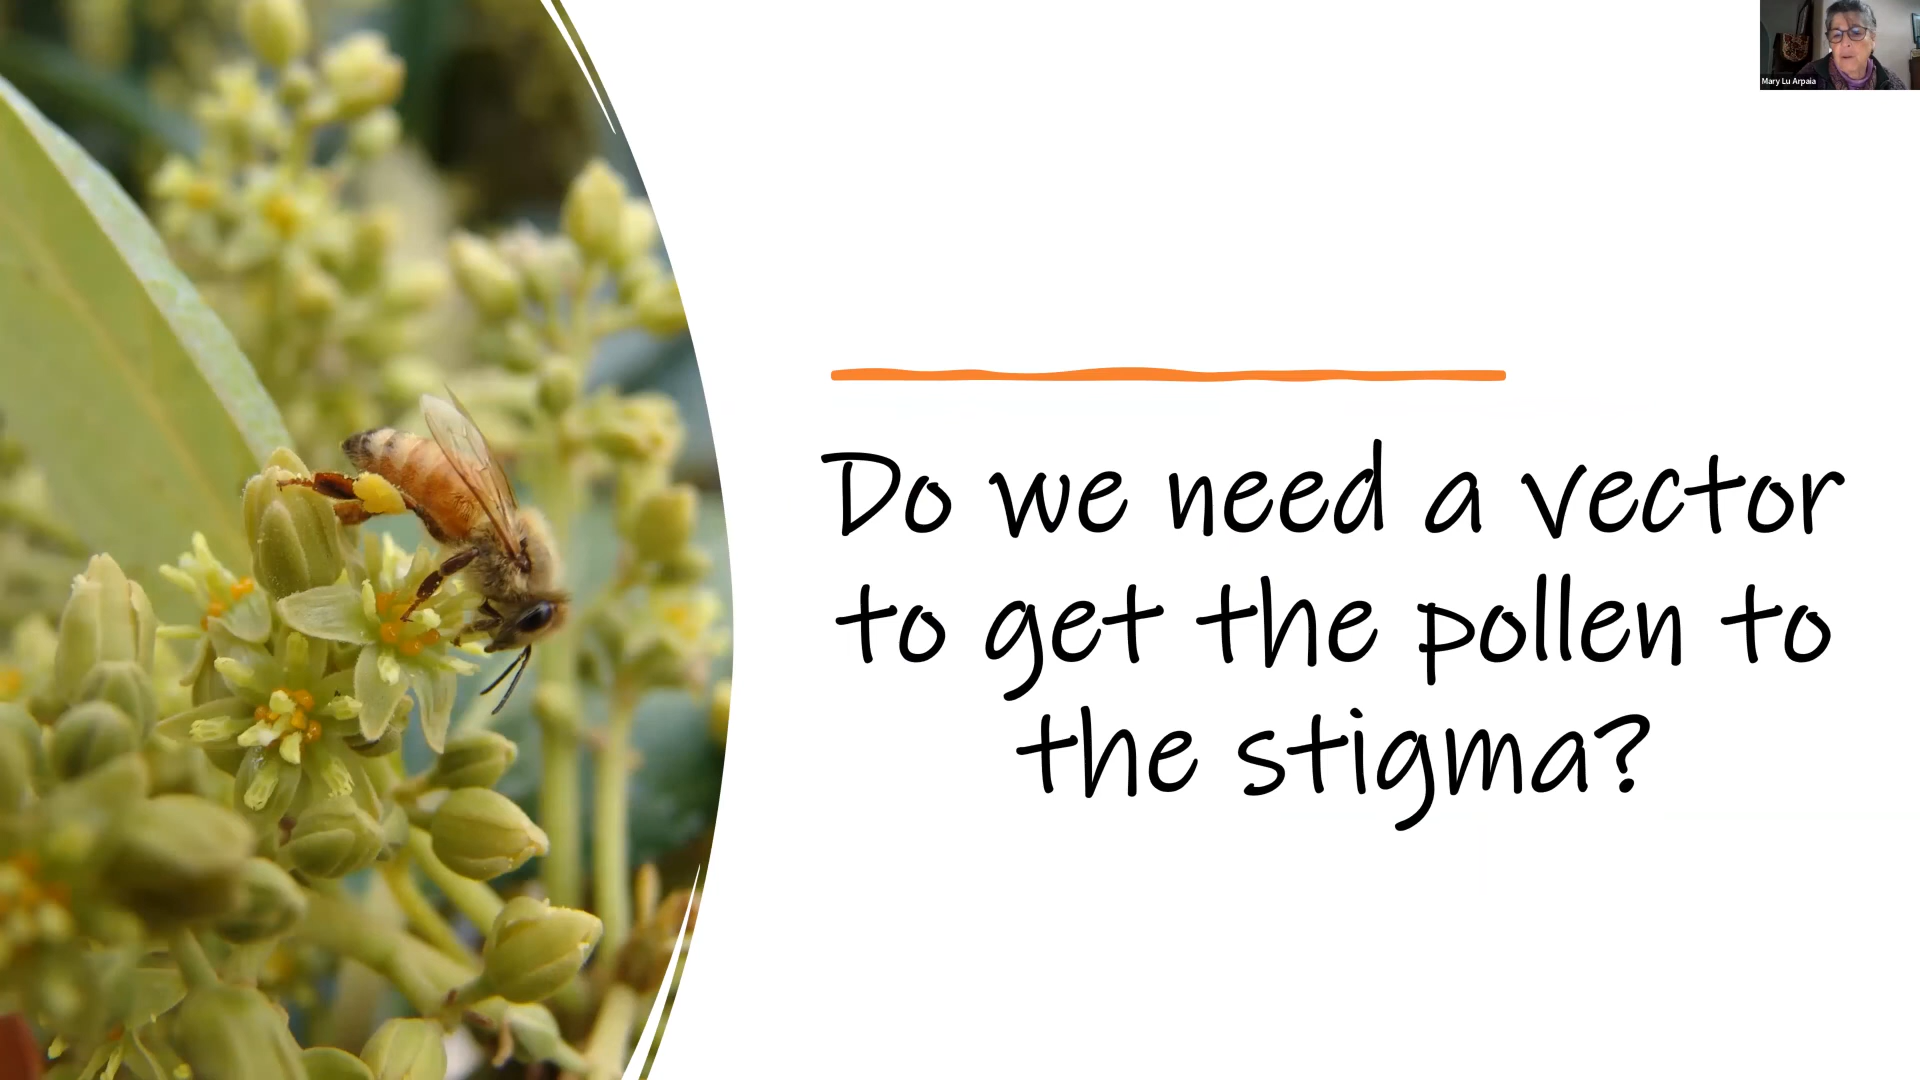 Mary Lu Arpaia
Do we need a vector
to get the pollen to
the stigma?